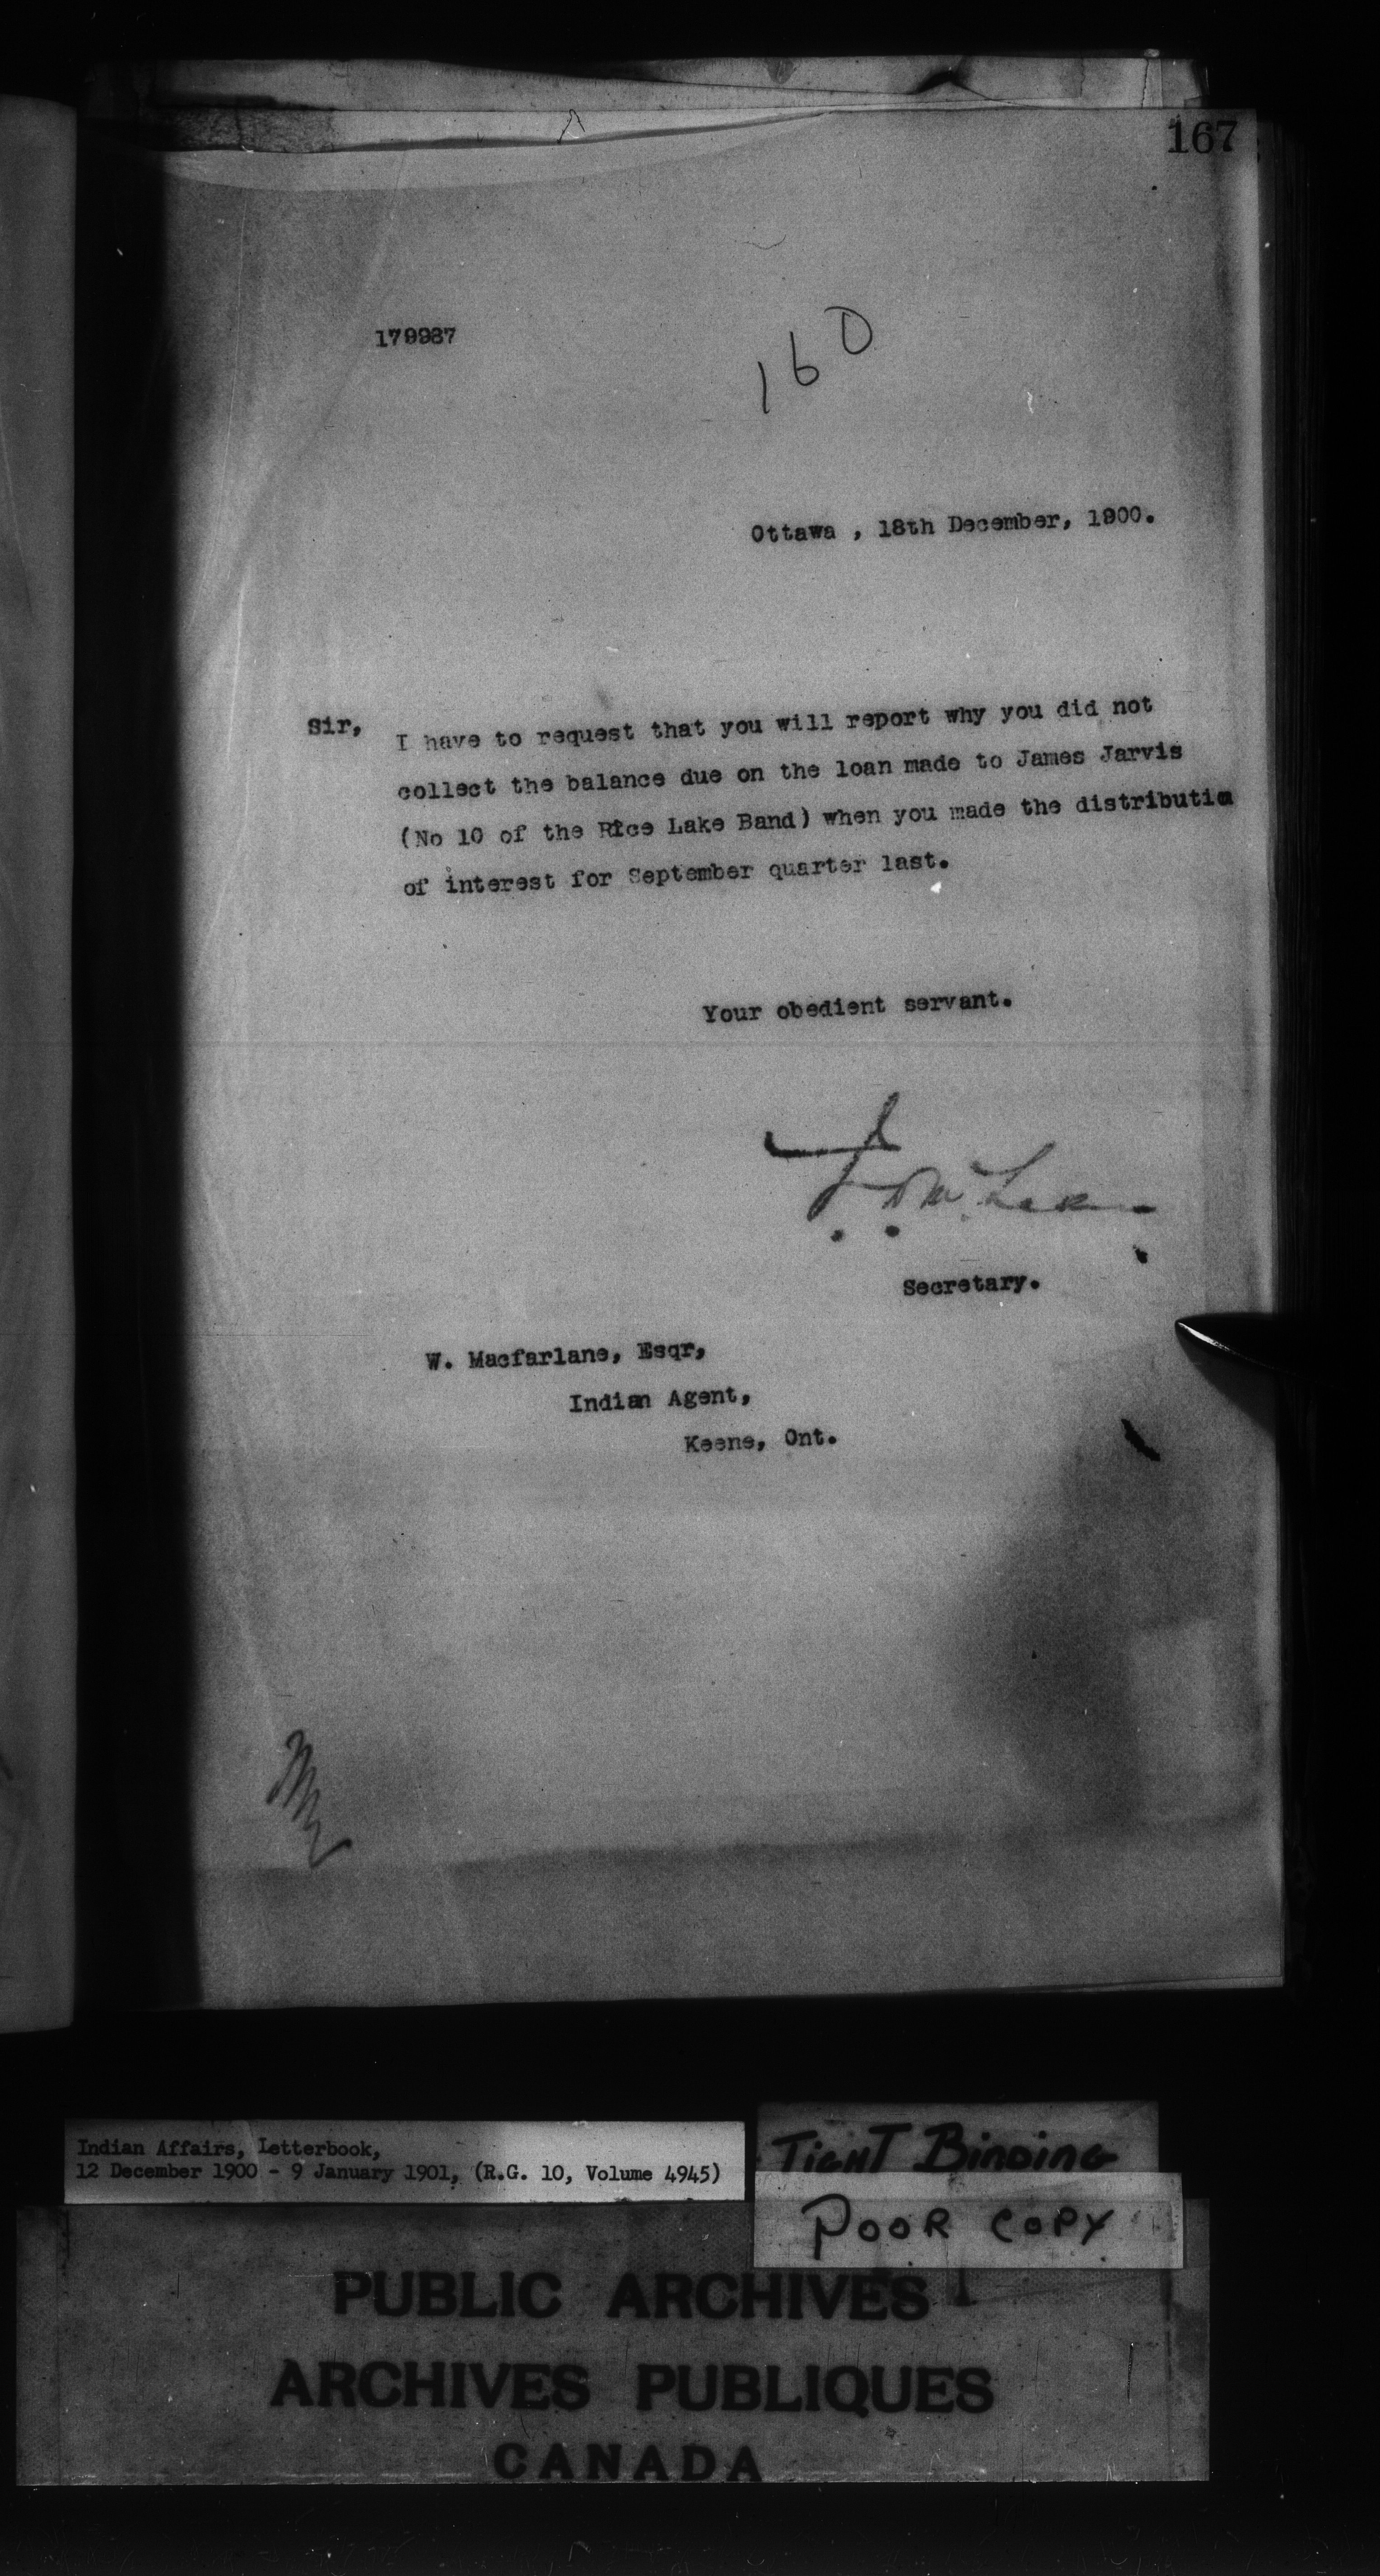 167
179987
160
Ottawa , 18th December, 1900.
Sir,
I have to request that you will report why you did not
collect the balance due on the loan made to James Jarvis
(No 10 of the Rice Lake Band) when you made the distributin
of interest for September quarter last.
Your obedient servant.
Secretary.
W. Macfarlane, Esqr,
Indian Agent,
Keene, Ont.
Indian Affairs, Letterbook,
12 December 1900 - 9 January 1901, (R.G. 10, Volume 4945)
TIGHT BINDING
POOR COPY
PUBLIC ARCHIVES
ARCHIVES PUBLIQUES
CANADA